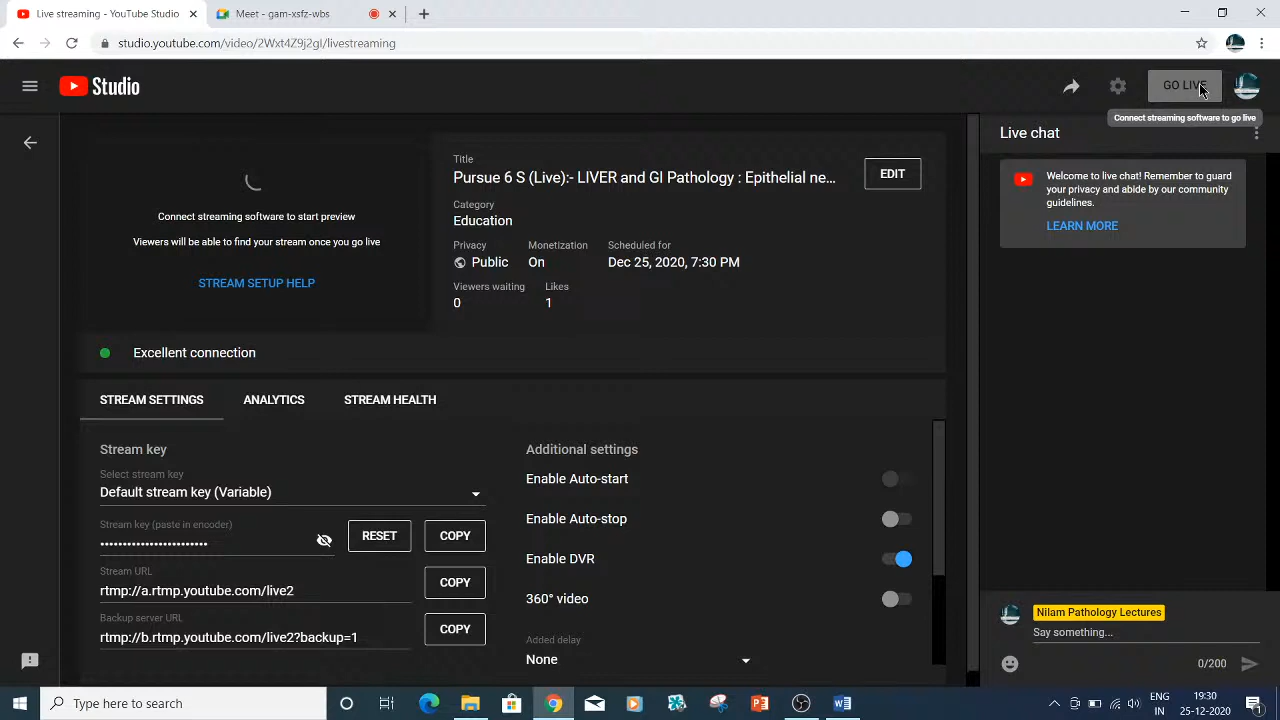 Live streaming - YouTube Studio
Meet - gam-xsfz-wbs
studio.youtube.com/video/2Wxt4Z9j2gI/livestreaming
Studio
GO LIVE
Connect streaming software to go live
Connect streaming software to start preview
Viewers will be able to find your stream once you go live
STREAM SETUP HELP
Title
Pursue 6 S (Live):- LIVER and GI Pathology : Epithelial ne...
EDIT
Category
Education
Privacy
Monetization
Scheduled for
Public
On
Dec 25, 2020, 7:30 PM
Viewers waiting
Likes
0
1
Excellent connection
STREAM SETTINGS
ANALYTICS
STREAM HEALTH
Stream key
Select stream key
Default stream key (Variable)
Stream key (paste in encoder)
••••••••••••••••••••••••
RESET
COPY
Stream URL
rtmp://a.rtmp.youtube.com/live2
COPY
Backup server URL
rtmp://b.rtmp.youtube.com/live2?backup=1
COPY
Additional settings
Enable Auto-start
Enable Auto-stop
Enable DVR
360° video
Added delay
None
Live chat
Welcome to live chat! Remember to guard
your privacy and abide by our community
guidelines.
LEARN MORE
Nilam Pathology Lectures
Say something...
0/200
Type here to search
ENG
IN
19:30
25-12-2020